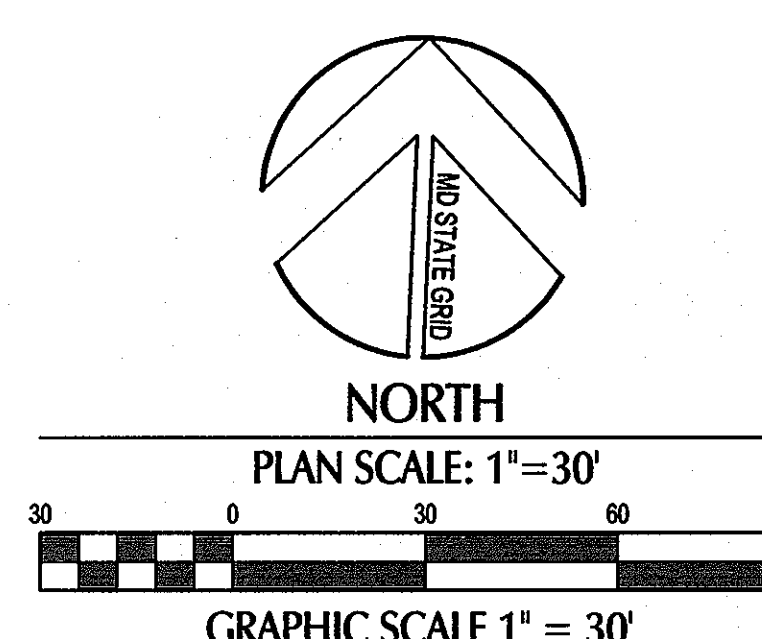 MD STATE GRID
NORTH
PLAN SCALE: 1"=30'
30 0 30 60
GRAPHIC SCALE 1" = 30'